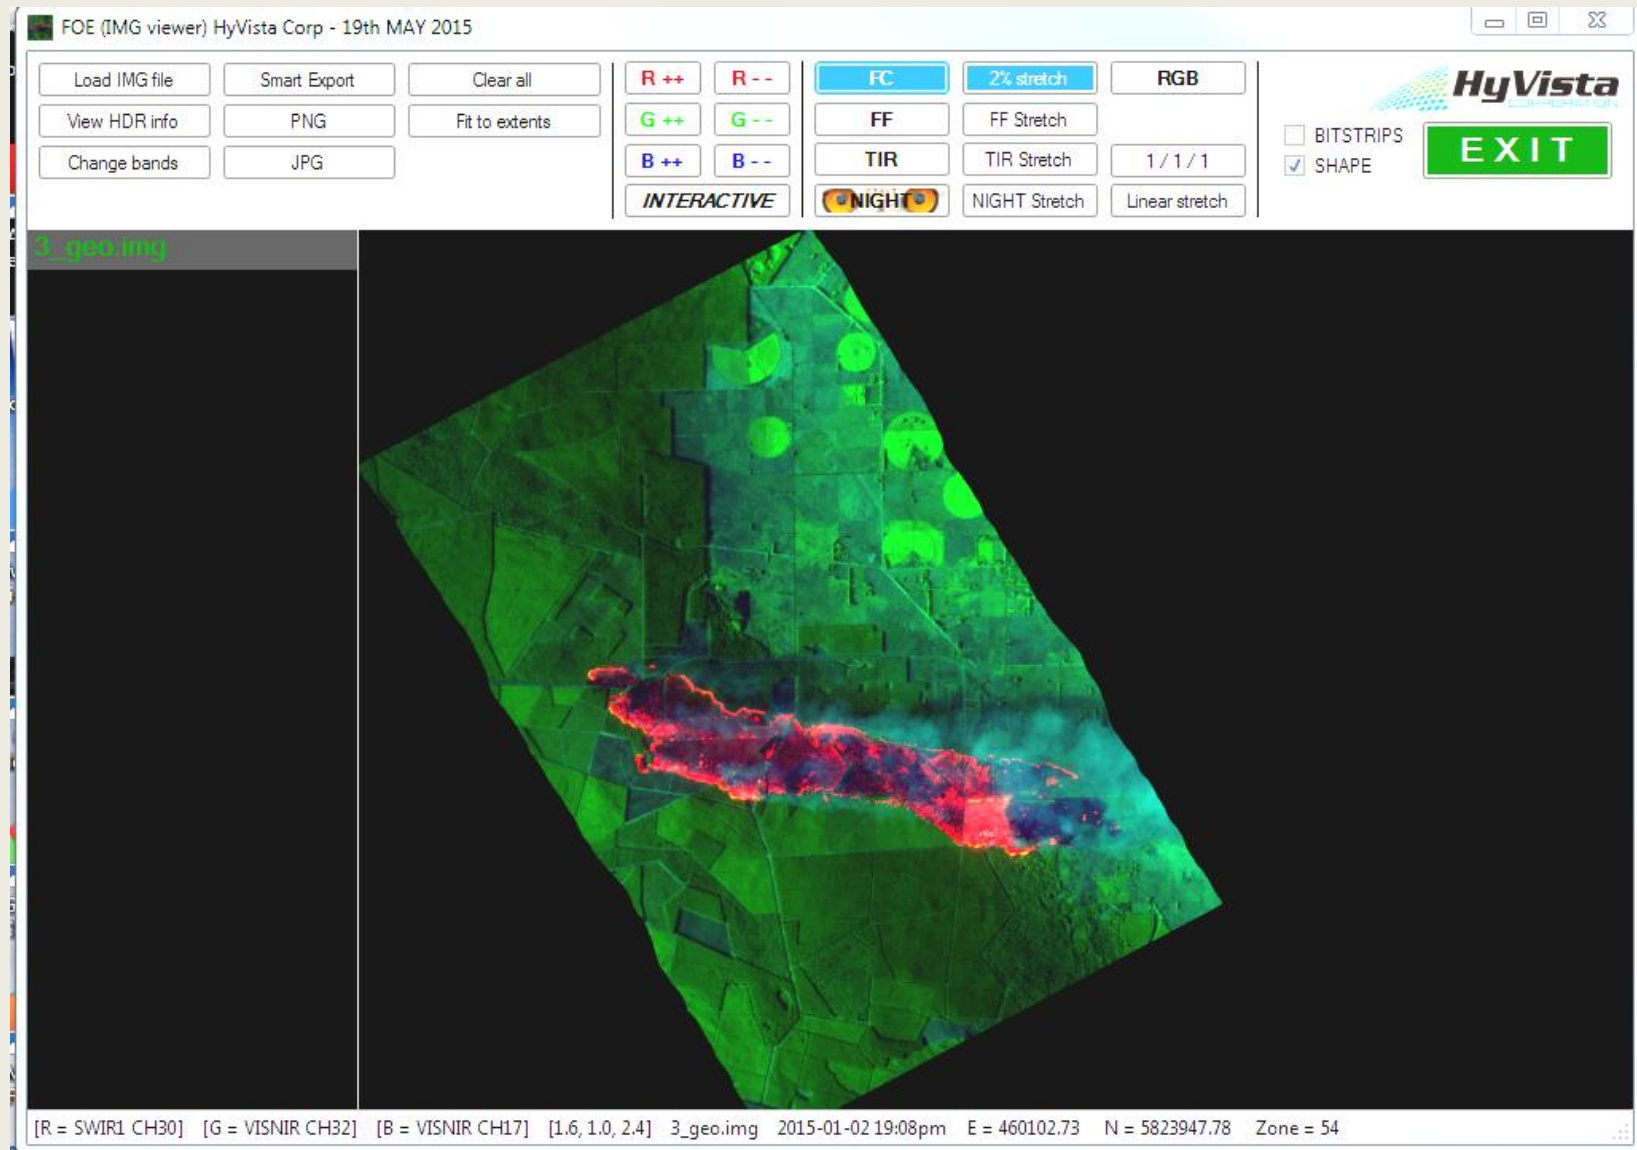 FOE (IMG viewer) HyVista Corp - 19th MAY 2015
Load IMG file Smart Export Clear all R ++ R - - FC 2% stretch RGB
HyVista
CORPORATION
View HDR info PNG Fit to extents G ++ G - - FF FF Stretch
BITSTRIPS
EXIT
Change bands JPG B ++ B - - TIR TIR Stretch 1 / 1 / 1
SHAPE
INTERACTIVE NIGHT NIGHT Stretch Linear stretch
3_geo.img
[R = SWIR1 CH30] [G = VISNIR CH32] [B = VISNIR CH17] [1.6, 1.0, 2.4] 3_geo.img 2015-01-02 19:08pm E = 460102.73 N = 5823947.78 Zone = 54